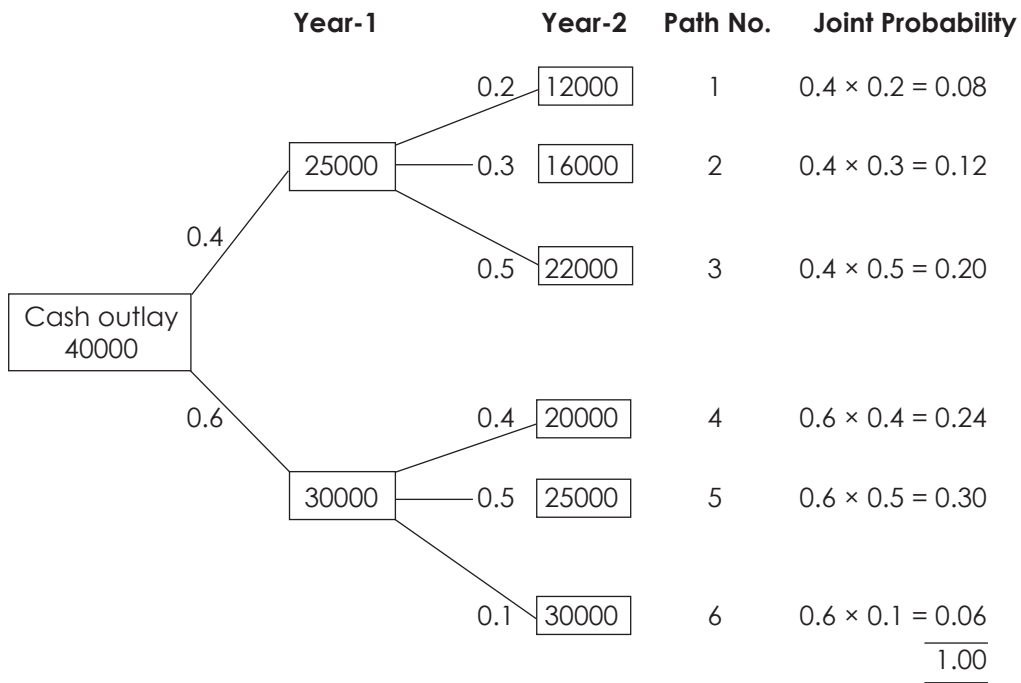 Year-1 Year-2 Path No. Joint Probability
0.2 12000 1 0.4 × 0.2 = 0.08
25000 0.3 16000 2 0.4 × 0.3 = 0.12
0.4
0.5 22000 3 0.4 × 0.5 = 0.20
Cash outlay
40000
0.6 0.4 20000 4 0.6 × 0.4 = 0.24
30000 0.5 25000 5 0.6 × 0.5 = 0.30
0.1 30000 6 0.6 × 0.1 = 0.06
1.00